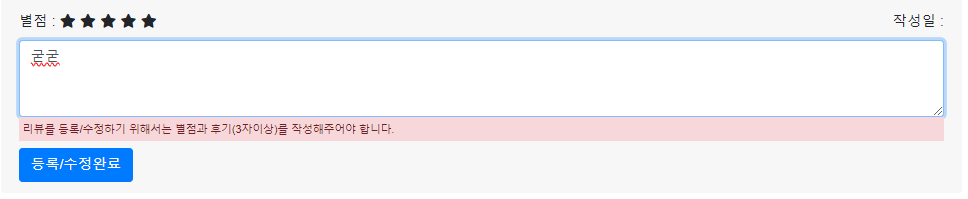 별점 : ★★★★★ 작성일 :
굳굳
리뷰를 등록/수정하기 위해서는 별점과 후기(3자이상)를 작성해주어야 합니다.
등록/수정완료